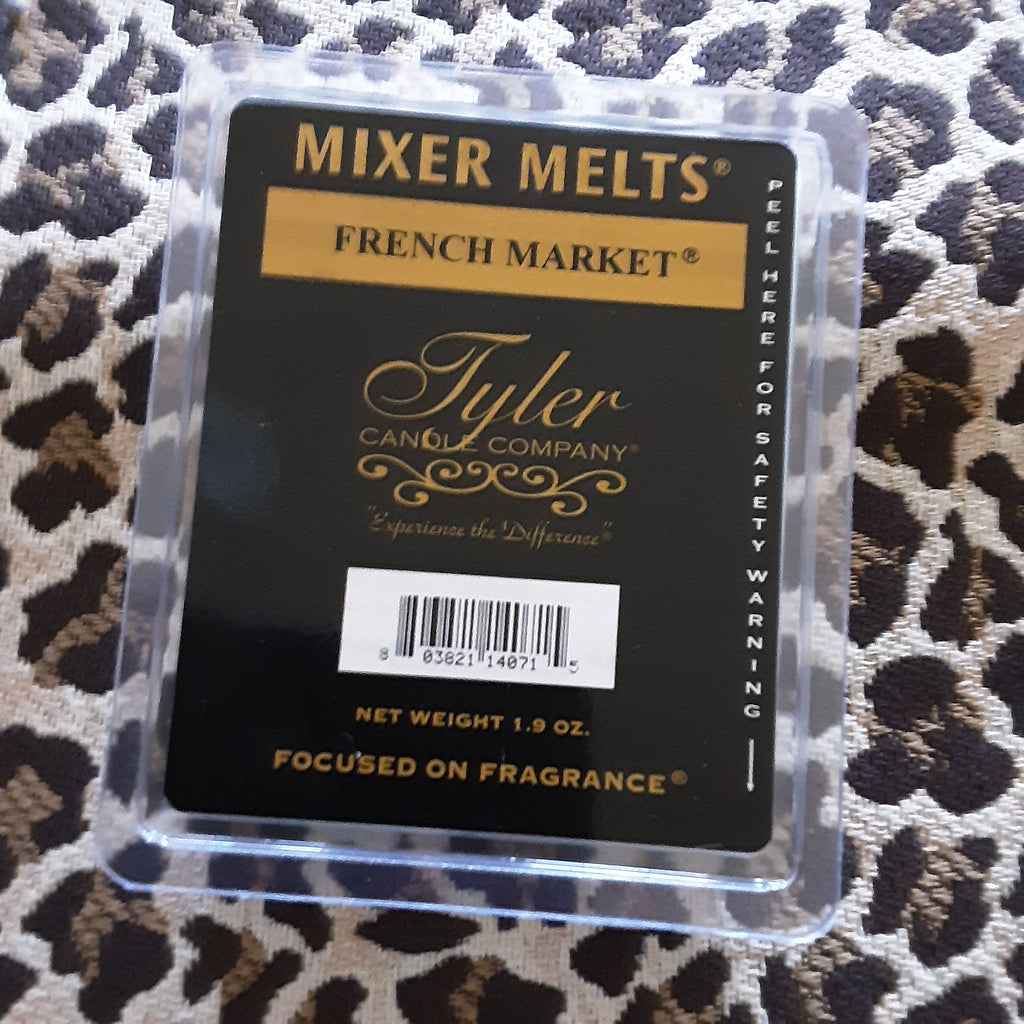 MIXER MELTS®
FRENCH MARKET®
Tyler
CANDLE COMPANY®
"Experience the Difference"®
8 03821 14071 5
NET WEIGHT 1.9 OZ.
FOCUSED ON FRAGRANCE®
PEEL HERE FOR SAFETY WARNING